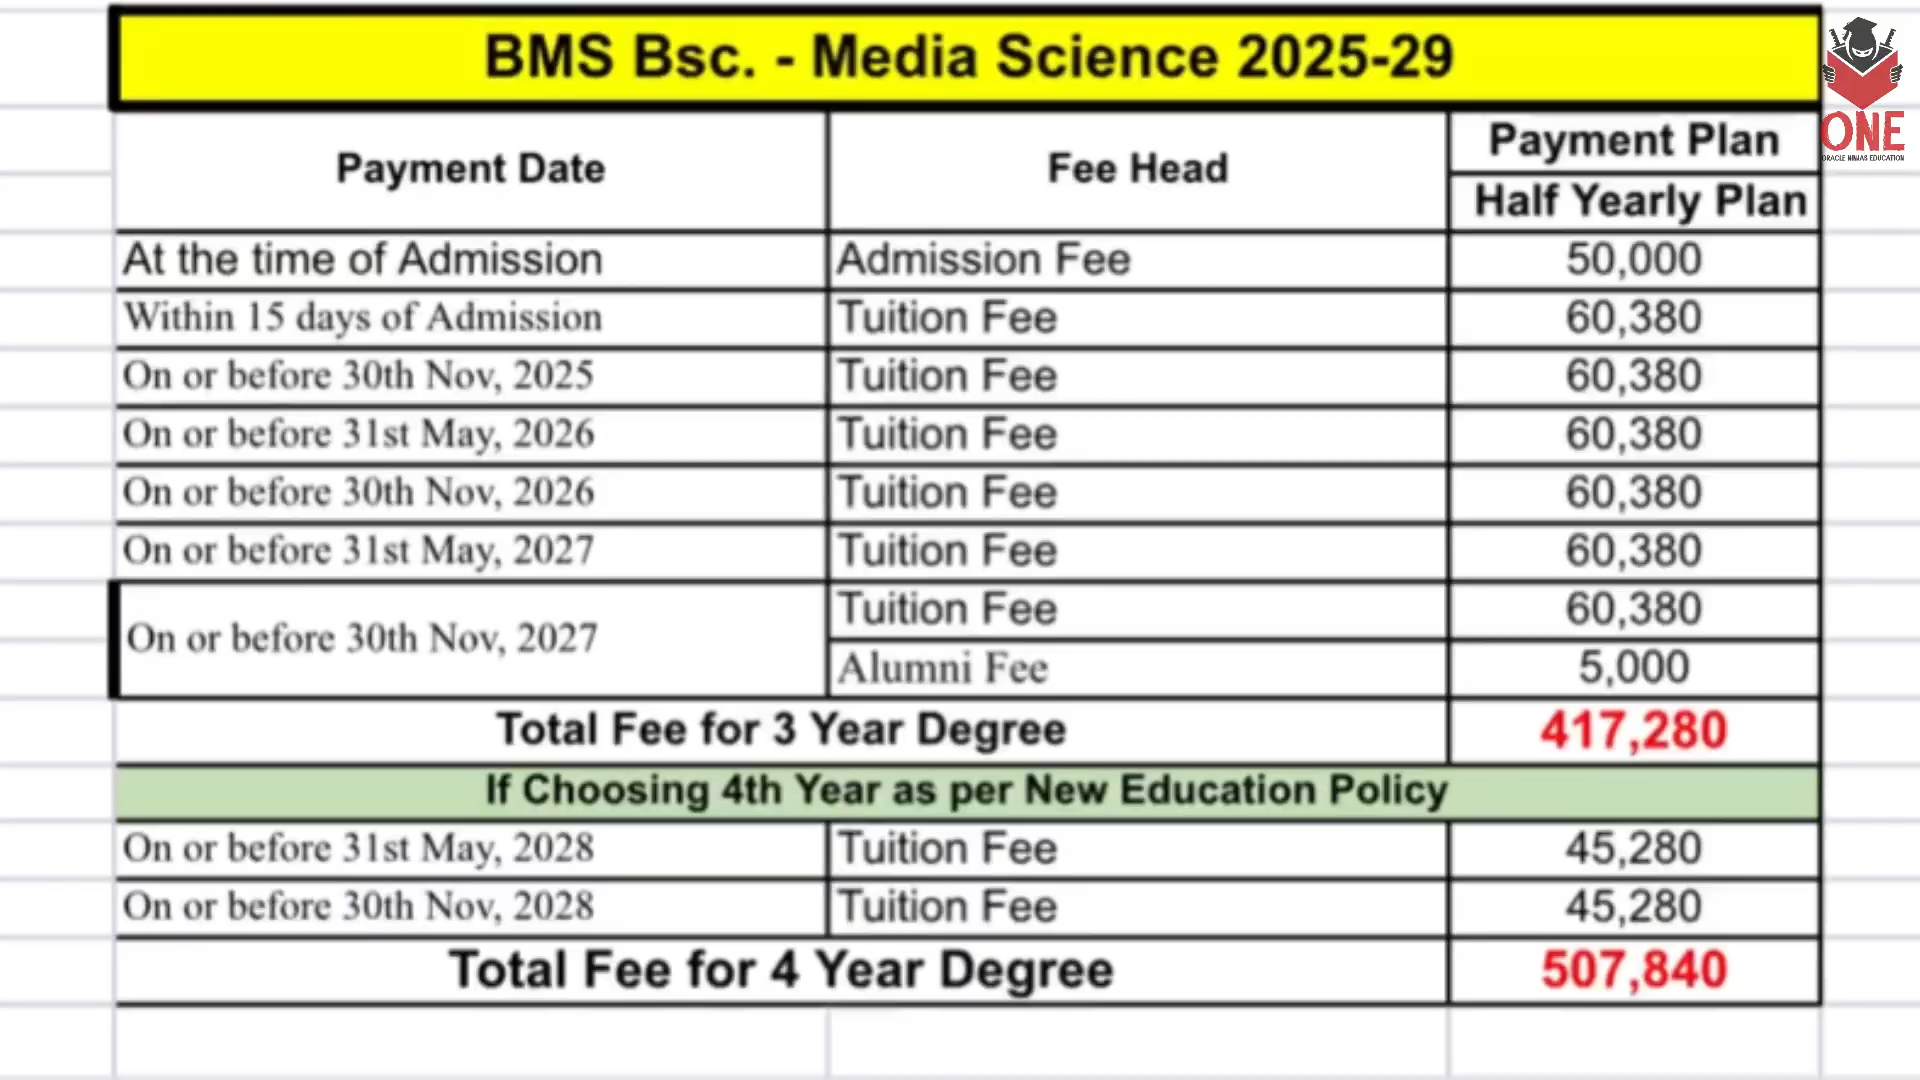 BMS Bsc. - Media Science 2025-29
ONE
ORACLE NINJAS EDUCATION
Payment Date
Fee Head
Payment Plan
Half Yearly Plan
At the time of Admission Admission Fee 50,000
Within 15 days of Admission Tuition Fee 60,380
On or before 30th Nov, 2025 Tuition Fee 60,380
On or before 31st May, 2026 Tuition Fee 60,380
On or before 30th Nov, 2026 Tuition Fee 60,380
On or before 31st May, 2027 Tuition Fee 60,380
On or before 30th Nov, 2027 Tuition Fee 60,380
Alumni Fee 5,000
Total Fee for 3 Year Degree 417,280
If Choosing 4th Year as per New Education Policy
On or before 31st May, 2028 Tuition Fee 45,280
On or before 30th Nov, 2028 Tuition Fee 45,280
Total Fee for 4 Year Degree 507,840